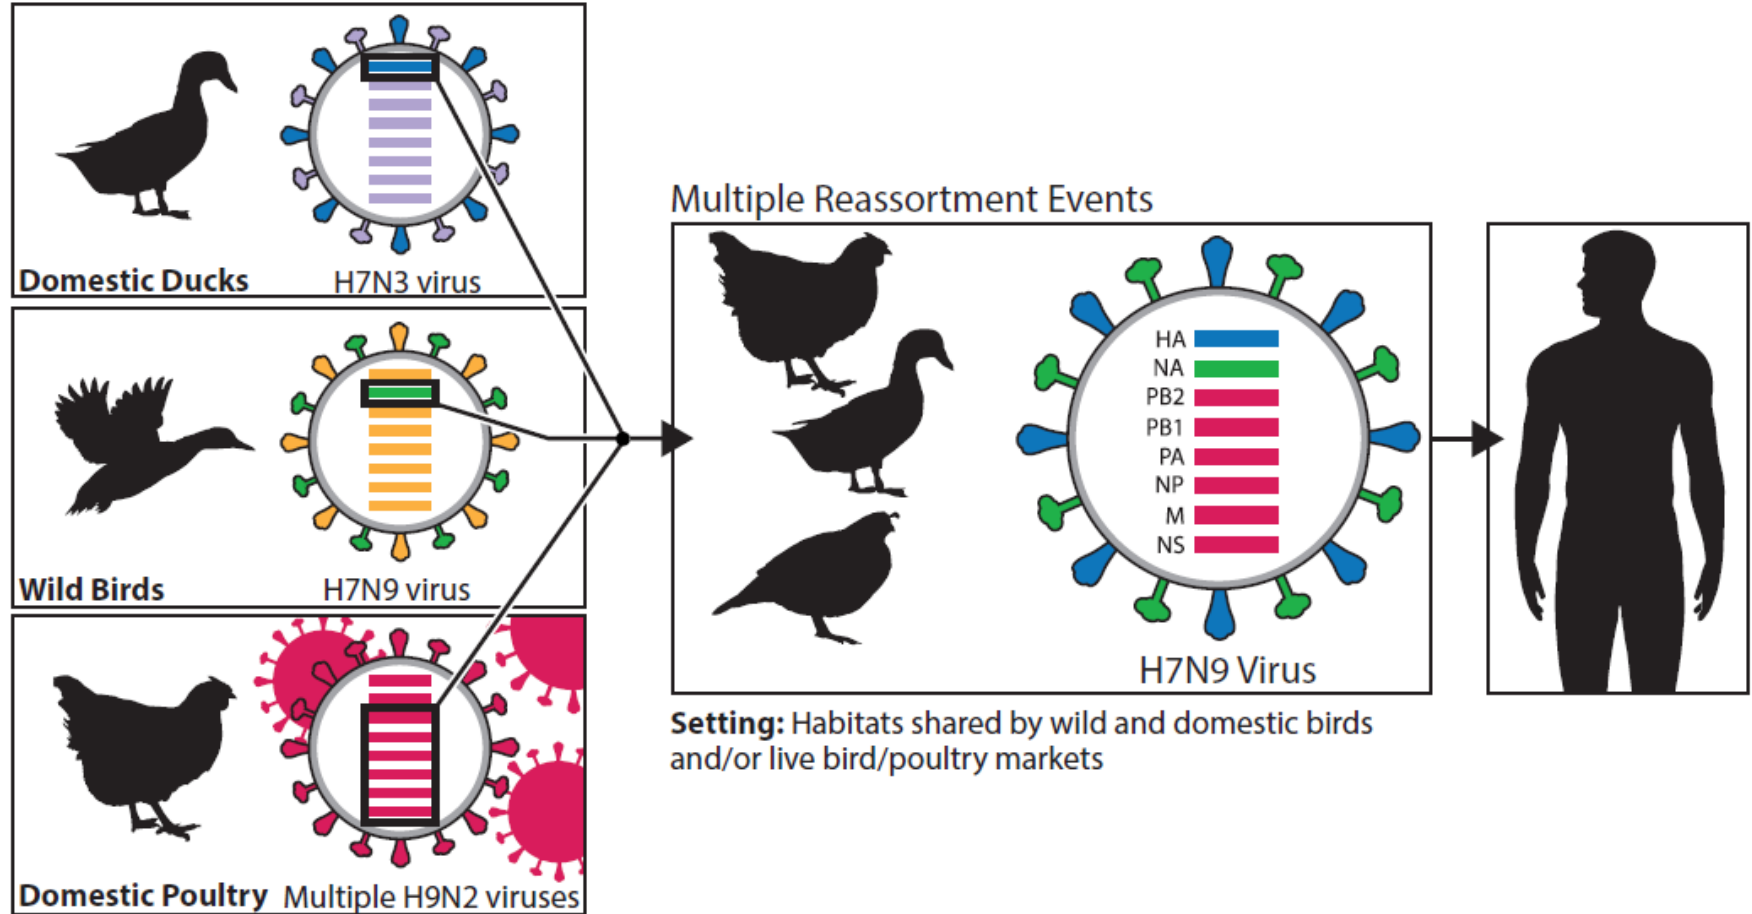 Domestic Ducks
H7N3 virus
Wild Birds
H7N9 virus
Domestic Poultry
Multiple H9N2 viruses
Multiple Reassortment Events
HA
NA
PB2
PB1
PA
NP
M
NS
H7N9 Virus
Setting: Habitats shared by wild and domestic birds
and/or live bird/poultry markets